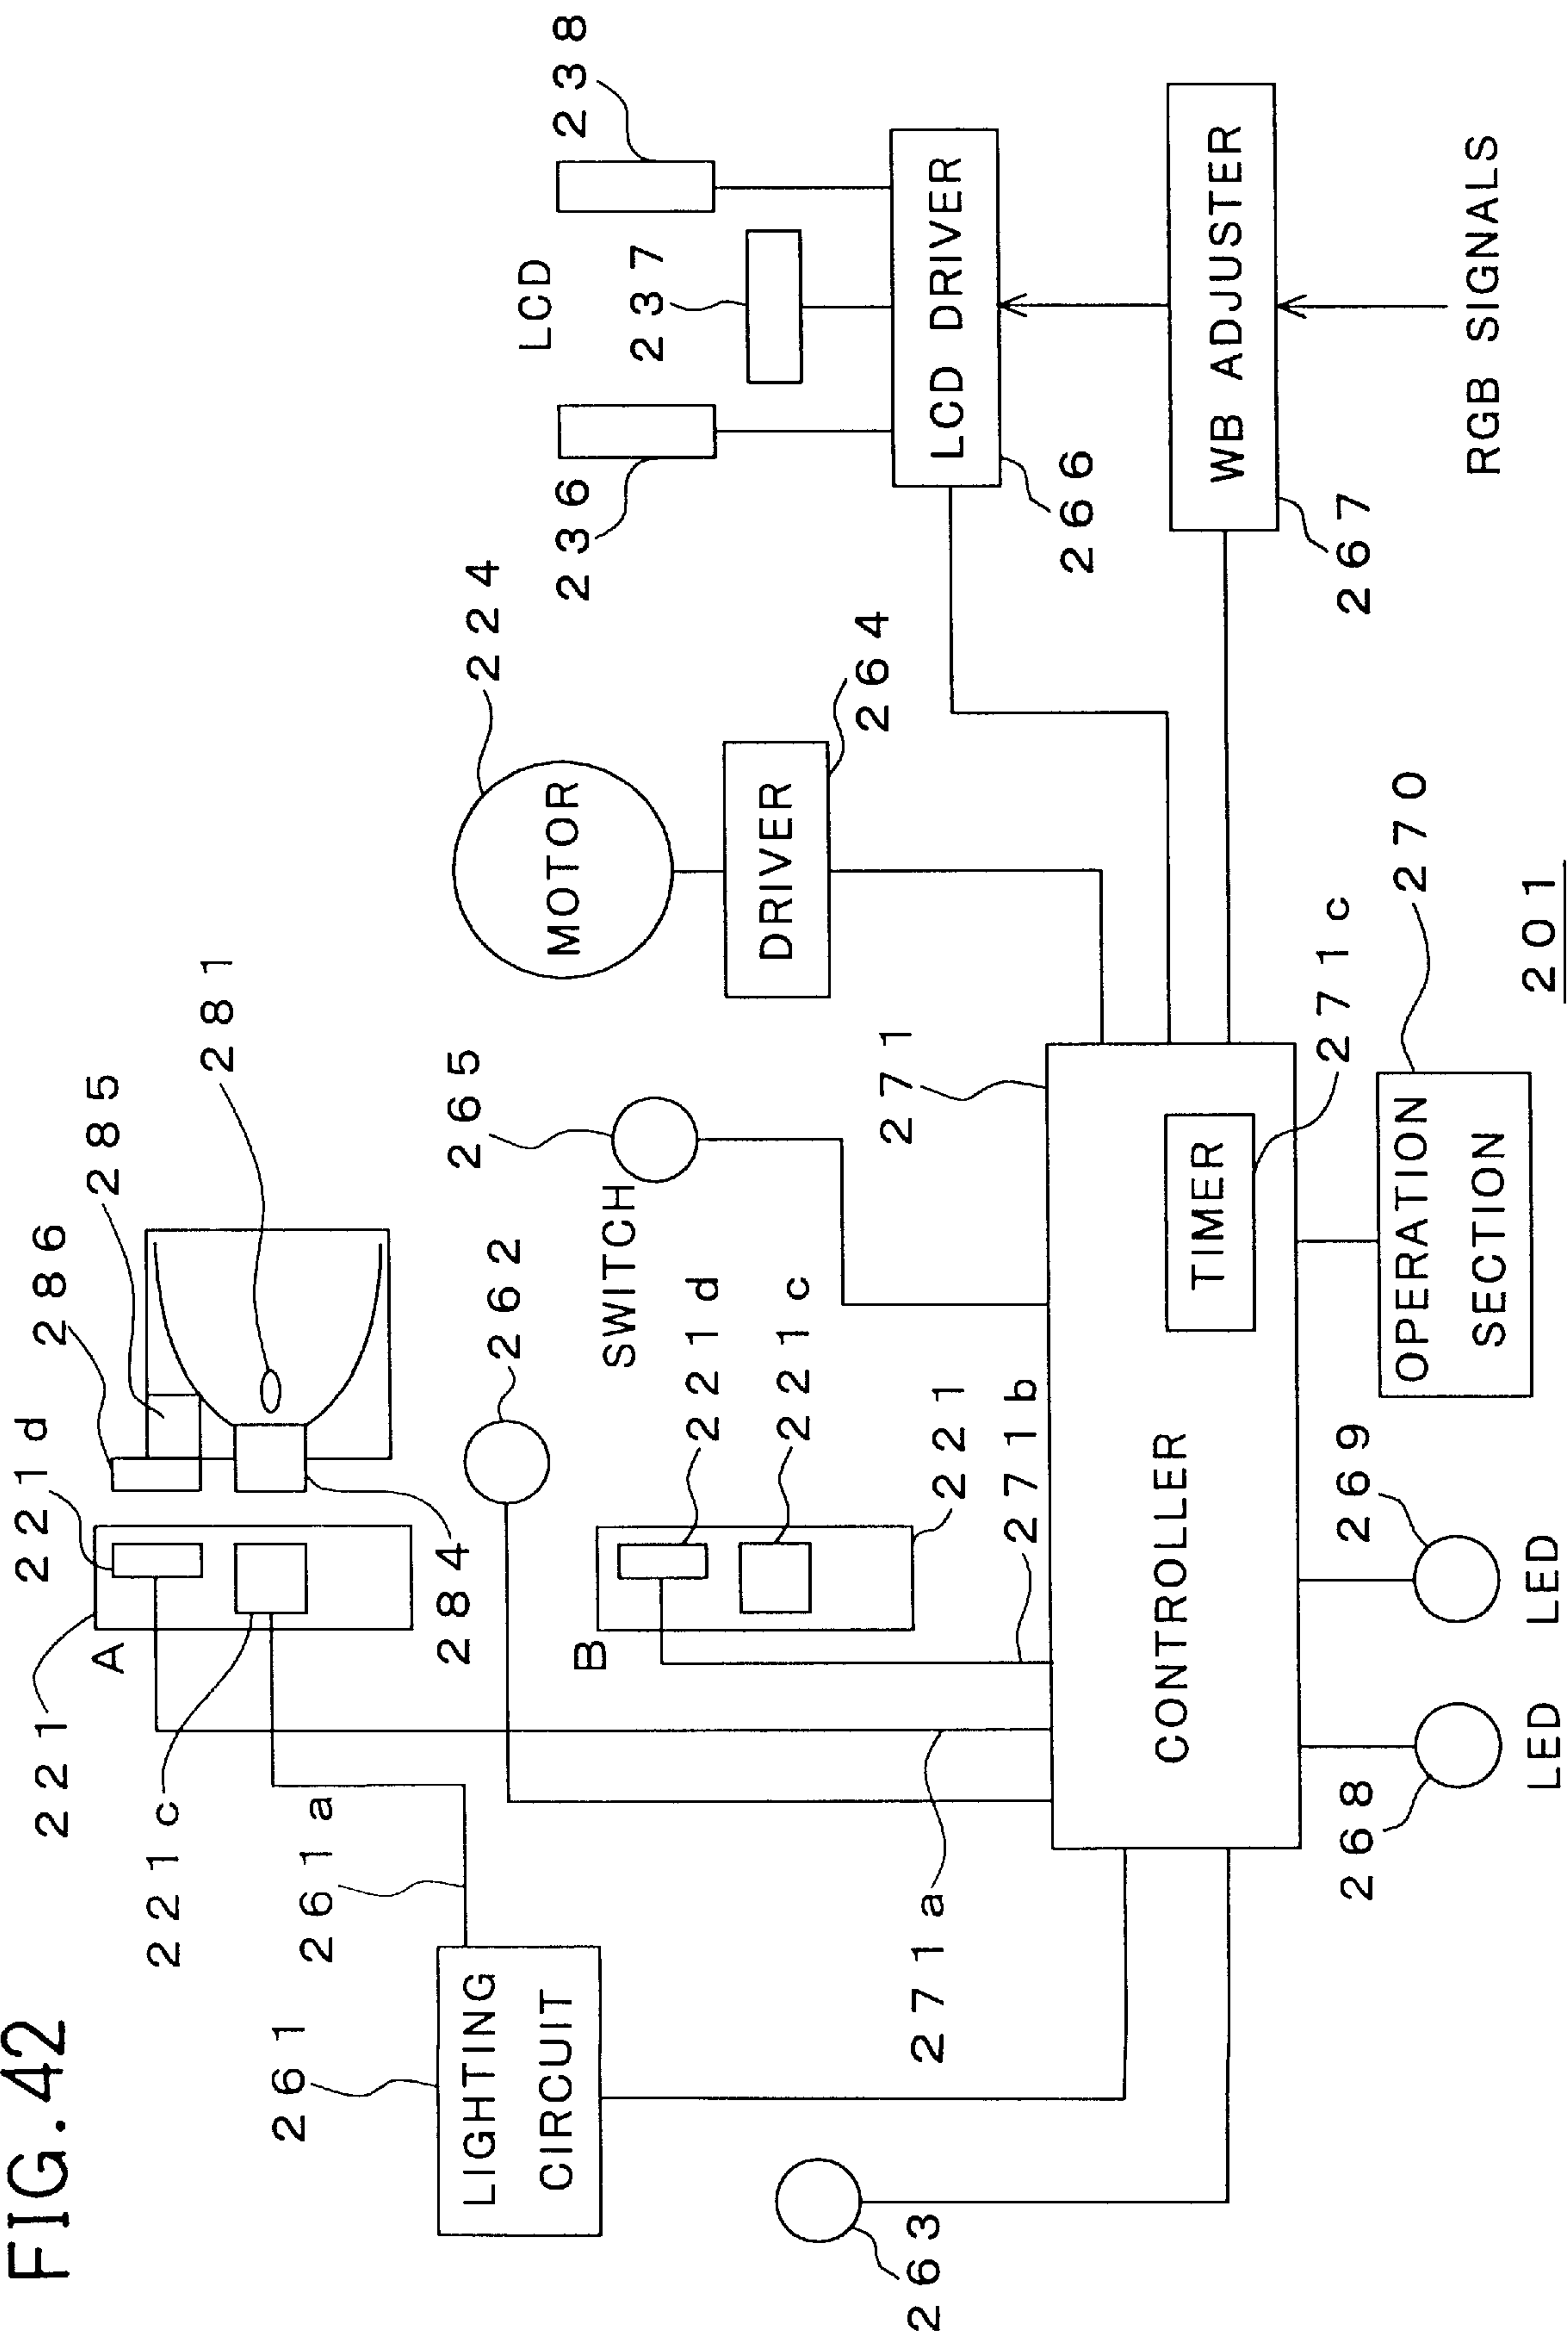 FIG.42
221
221d
286
285
281
A
221c
261a
284
261
LIGHTING
CIRCUIT
262
265
SWITCH
224
MOTOR
DRIVER
264
236
LCD
237
238
B
221d
221c
221
263
271a
271b
271
LCD DRIVER
266
CONTROLLER
TIMER
271c
WB ADJUSTER
267
268
LED
269
LED
OPERATION
SECTION
270
RGB SIGNALS
201